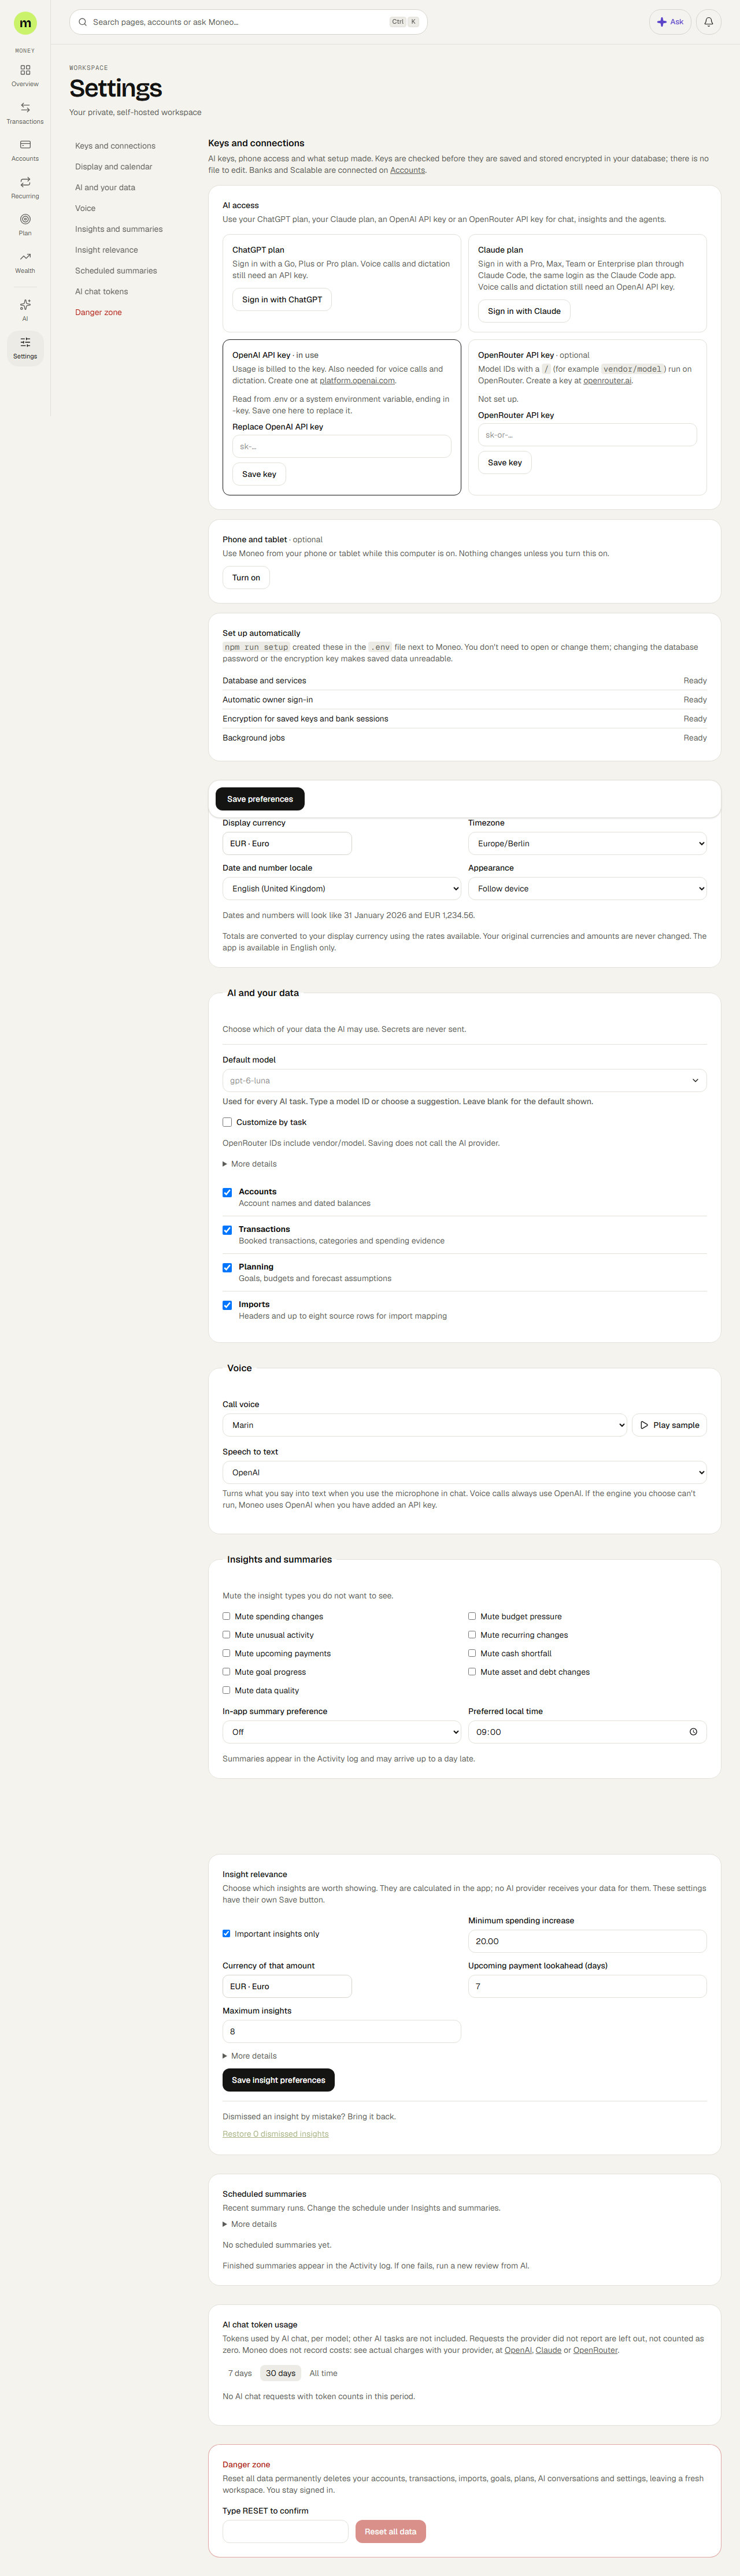 m
Search pages, accounts or ask Moneo...
Ctrl K
Ask
MONEY
Overview
Transactions
Accounts
Recurring
Plan
Wealth
AI
Settings
WORKSPACE
Settings
Your private, self-hosted workspace
Keys and connections
Display and calendar
AI and your data
Voice
Insights and summaries
Insight relevance
Scheduled summaries
AI chat tokens
Danger zone
Keys and connections
AI keys, phone access and what setup made. Keys are checked before they are saved and stored encrypted in your database; there is no
file to edit. Banks and Scalable are connected on Accounts.
AI access
Use your ChatGPT plan, your Claude plan, an OpenAI API key or an OpenRouter API key for chat, insights and the agents.
ChatGPT plan
Sign in with a Go, Plus or Pro plan. Voice calls and dictation
still need an API key.
Sign in with ChatGPT
Claude plan
Sign in with a Pro, Max, Team or Enterprise plan through
Claude Code, the same login as the Claude Code app.
Voice calls and dictation still need an OpenAI API key.
Sign in with Claude
OpenAI API key · in use
Usage is billed to the key. Also needed for voice calls and
dictation. Create one at platform.openai.com.
Read from .env or a system environment variable, ending in
-key. Save one here to replace it.
Replace OpenAI API key
sk-...
Save key
OpenRouter API key · optional
Model IDs with a / (for example vendor/model) run on
OpenRouter. Create a key at openrouter.ai.
Not set up.
OpenRouter API key
sk-or-...
Save key
Phone and tablet · optional
Use Moneo from your phone or tablet while this computer is on. Nothing changes unless you turn this on.
Turn on
Set up automatically
npm run setup created these in the .env file next to Moneo. You don't need to open or change them; changing the database
password or the encryption key makes saved data unreadable.
Database and services Ready
Automatic owner sign-in Ready
Encryption for saved keys and bank sessions Ready
Background jobs Ready
Save preferences
Display currency
EUR · Euro
Timezone
Europe/Berlin
Date and number locale
English (United Kingdom)
Appearance
Follow device
Dates and numbers will look like 31 January 2026 and EUR 1,234.56.
Totals are converted to your display currency using the rates available. Your original currencies and amounts are never changed. The
app is available in English only.
AI and your data
Choose which of your data the AI may use. Secrets are never sent.
Default model
gpt-6-luna
Used for every AI task. Type a model ID or choose a suggestion. Leave blank for the default shown.
Customize by task
OpenRouter IDs include vendor/model. Saving does not call the AI provider.
More details
Accounts
Account names and dated balances
Transactions
Booked transactions, categories and spending evidence
Planning
Goals, budgets and forecast assumptions
Imports
Headers and up to eight source rows for import mapping
Voice
Call voice
Marin
Play sample
Speech to text
OpenAI
Turns what you say into text when you use the microphone in chat. Voice calls always use OpenAI. If the engine you choose can't
run, Moneo uses OpenAI when you have added an API key.
Insights and summaries
Mute the insight types you do not want to see.
Mute spending changes
Mute budget pressure
Mute unusual activity
Mute recurring changes
Mute upcoming payments
Mute cash shortfall
Mute goal progress
Mute asset and debt changes
Mute data quality
In-app summary preference
Off
Preferred local time
09:00
Summaries appear in the Activity log and may arrive up to a day late.
Insight relevance
Choose which insights are worth showing. They are calculated in the app; no AI provider receives your data for them. These settings
have their own Save button.
Important insights only
Minimum spending increase
20.00
Currency of that amount
EUR · Euro
Upcoming payment lookahead (days)
7
Maximum insights
8
More details
Save insight preferences
Dismissed an insight by mistake? Bring it back.
Restore 0 dismissed insights
Scheduled summaries
Recent summary runs. Change the schedule under Insights and summaries.
More details
No scheduled summaries yet.
Finished summaries appear in the Activity log. If one fails, run a new review from AI.
AI chat token usage
Tokens used by AI chat, per model; other AI tasks are not included. Requests the provider did not report are left out, not counted as
zero. Moneo does not record costs: see actual charges with your provider, at OpenAI, Claude or OpenRouter.
7 days 30 days All time
No AI chat requests with token counts in this period.
Danger zone
Reset all data permanently deletes your accounts, transactions, imports, goals, plans, AI conversations and settings, leaving a fresh
workspace. You stay signed in.
Type RESET to confirm
Reset all data